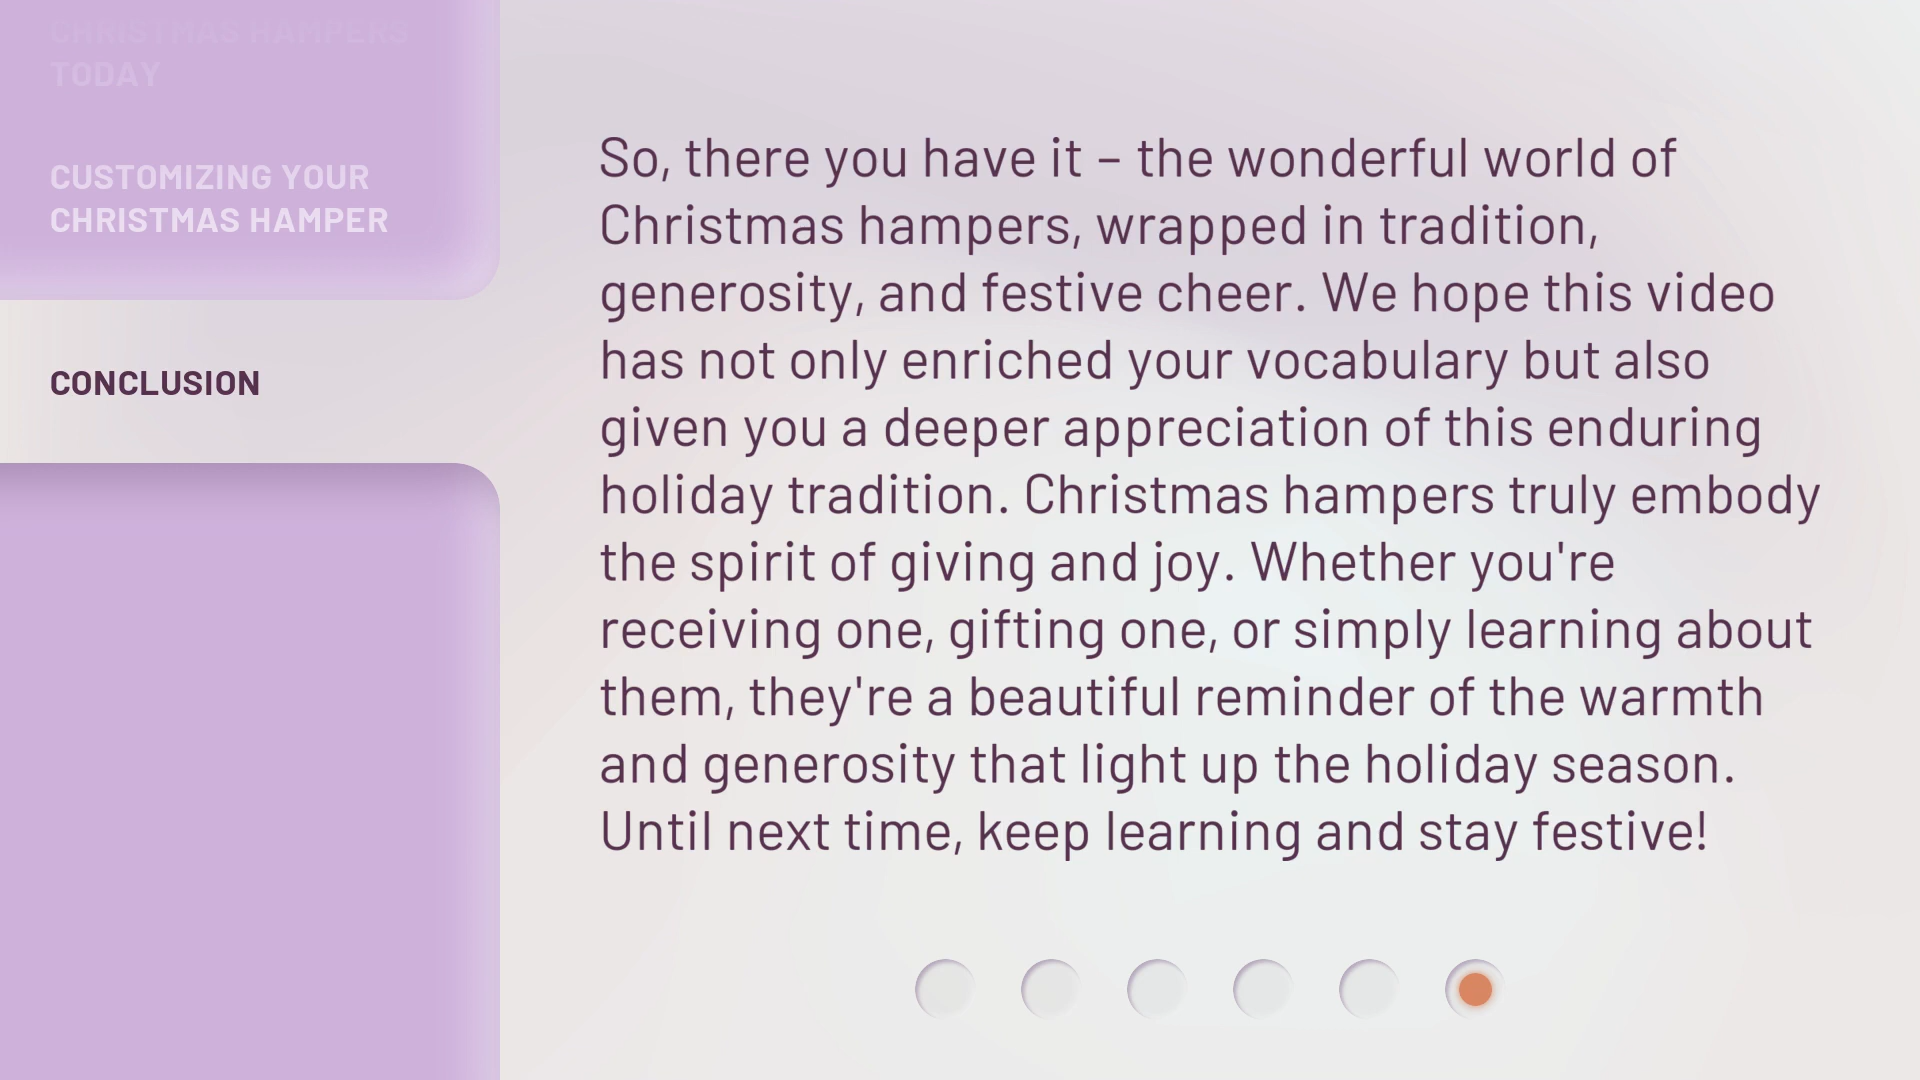 CHRISTMAS HAMPERS
TODAY
CUSTOMIZING YOUR
CHRISTMAS HAMPER
CONCLUSION
So, there you have it – the wonderful world of
Christmas hampers, wrapped in tradition,
generosity, and festive cheer. We hope this video
has not only enriched your vocabulary but also
given you a deeper appreciation of this enduring
holiday tradition. Christmas hampers truly embody
the spirit of giving and joy. Whether you're
receiving one, gifting one, or simply learning about
them, they're a beautiful reminder of the warmth
and generosity that light up the holiday season.
Until next time, keep learning and stay festive!